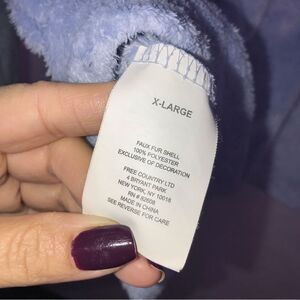 X-LARGE
FAUX FUR SHELL
100% POLYESTER
EXCLUSIVE OF DECORATION
FREE COUNTRY LTD
4 BRYANT PARK
NEW YORK, NY 10018
RN # 82608
MADE IN CHINA
SEE REVERSE FOR CARE